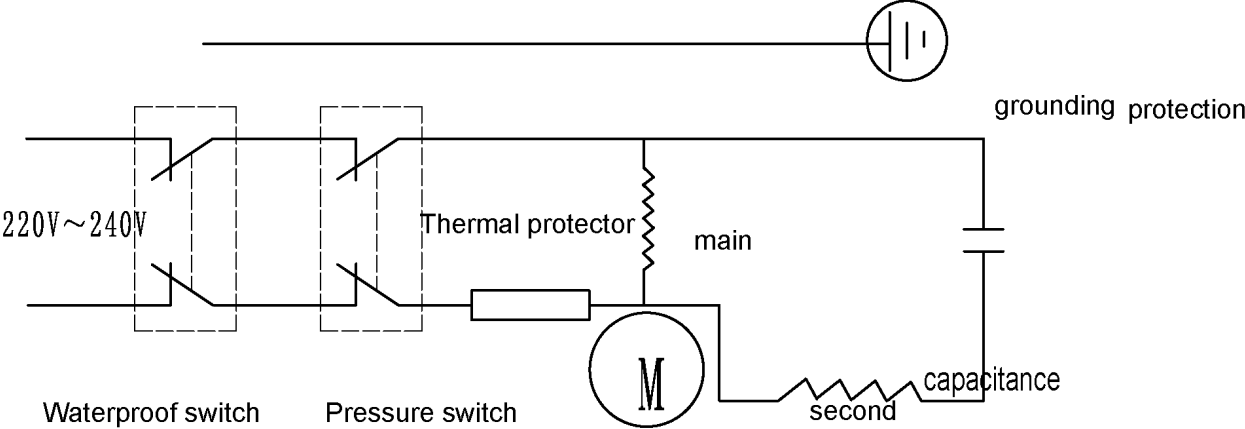 grounding protection
220V～240V
Thermal protector
main
M
capacitance
second
Waterproof switch
Pressure switch